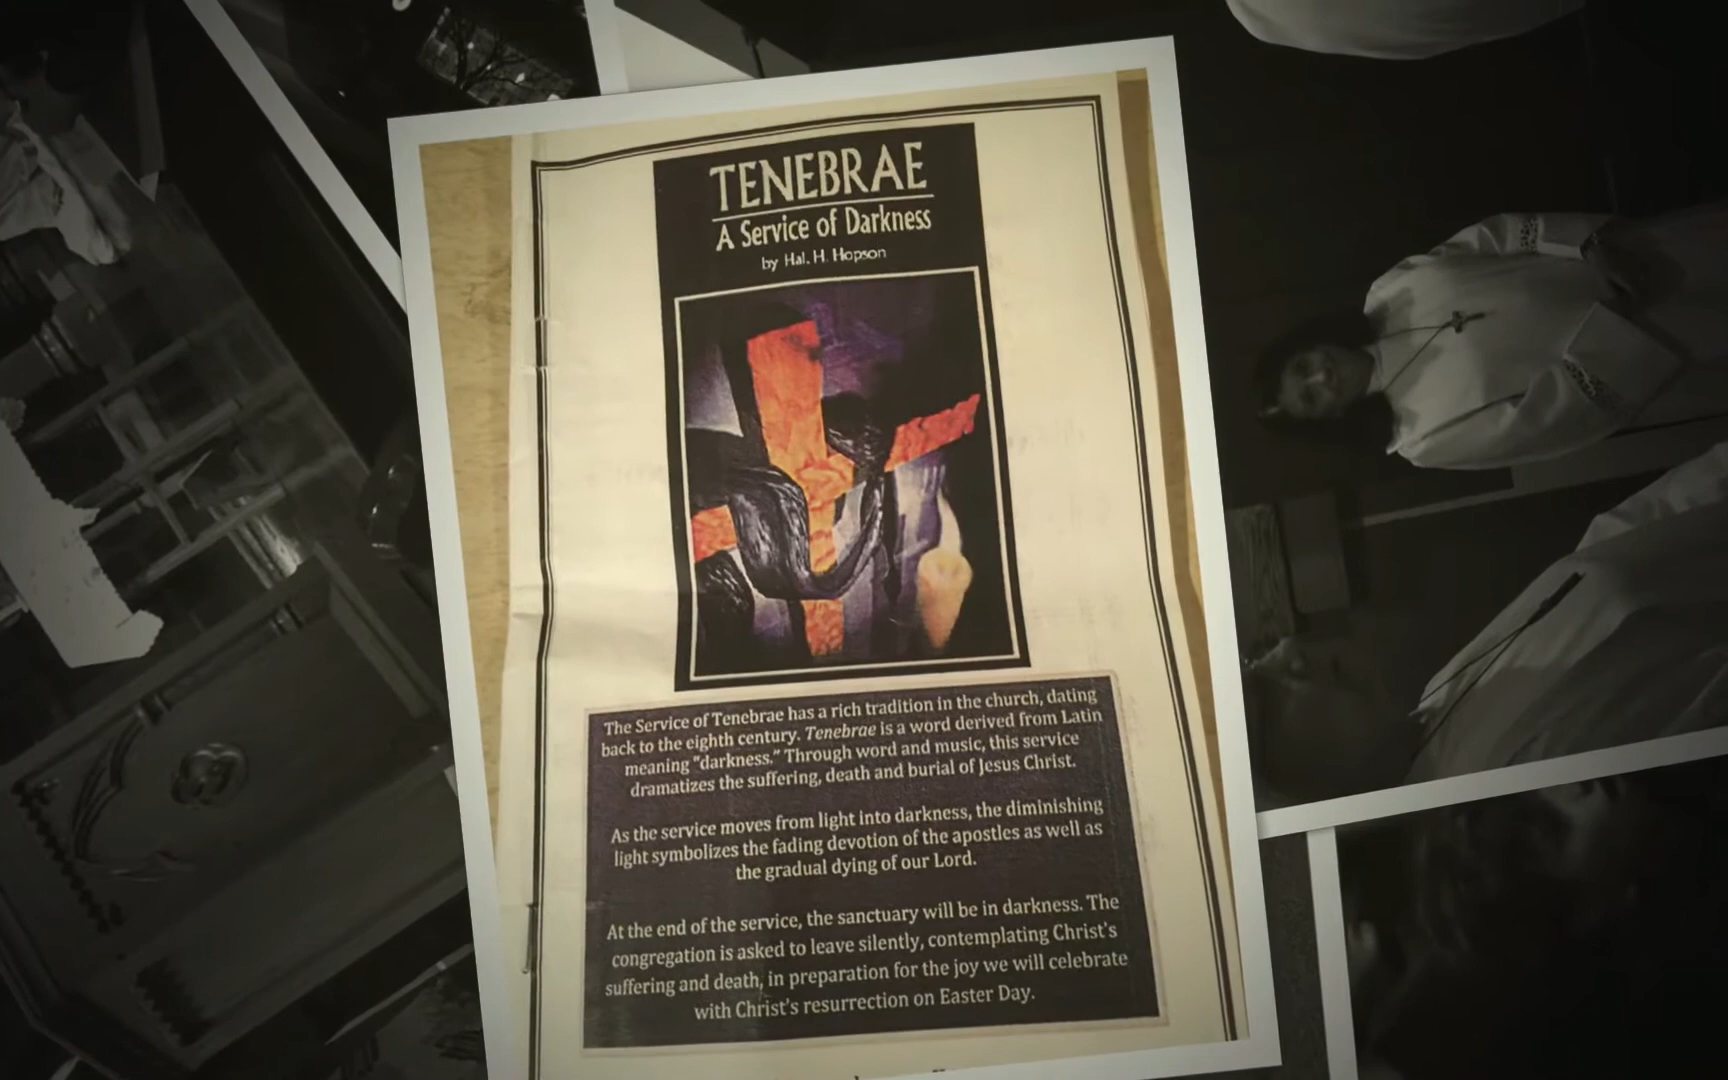 TENEBRAE
A Service of Darkness
by Hal. H. Hopson
The Service of Tenebrae has a rich tradition in the church, dating
back to the eighth century. Tenebrae is a word derived from Latin
meaning "darkness." Through word and music, this service
dramatizes the suffering, death and burial of Jesus Christ.
As the service moves from light into darkness, the diminishing
light symbolizes the fading devotion of the apostles as well as
the gradual dying of our Lord.
At the end of the service, the sanctuary will be in darkness. The
congregation is asked to leave silently, contemplating Christ's
suffering and death, in preparation for the joy we will celebrate
with Christ's resurrection on Easter Day.